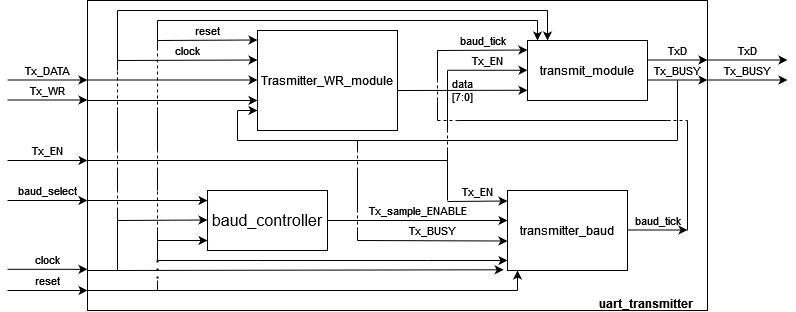 reset
clock
baud_tick
Tx_EN
TxD
TxD
Tx_DATA
Trasmitter_WR_module
transmit_module
Tx_BUSY
Tx_BUSY
Tx_WR
data
[7:0]
Tx_EN
baud_select
Tx_EN
baud_controller
Tx_sample_ENABLE
transmitter_baud
baud_tick
Tx_BUSY
clock
reset
uart_transmitter